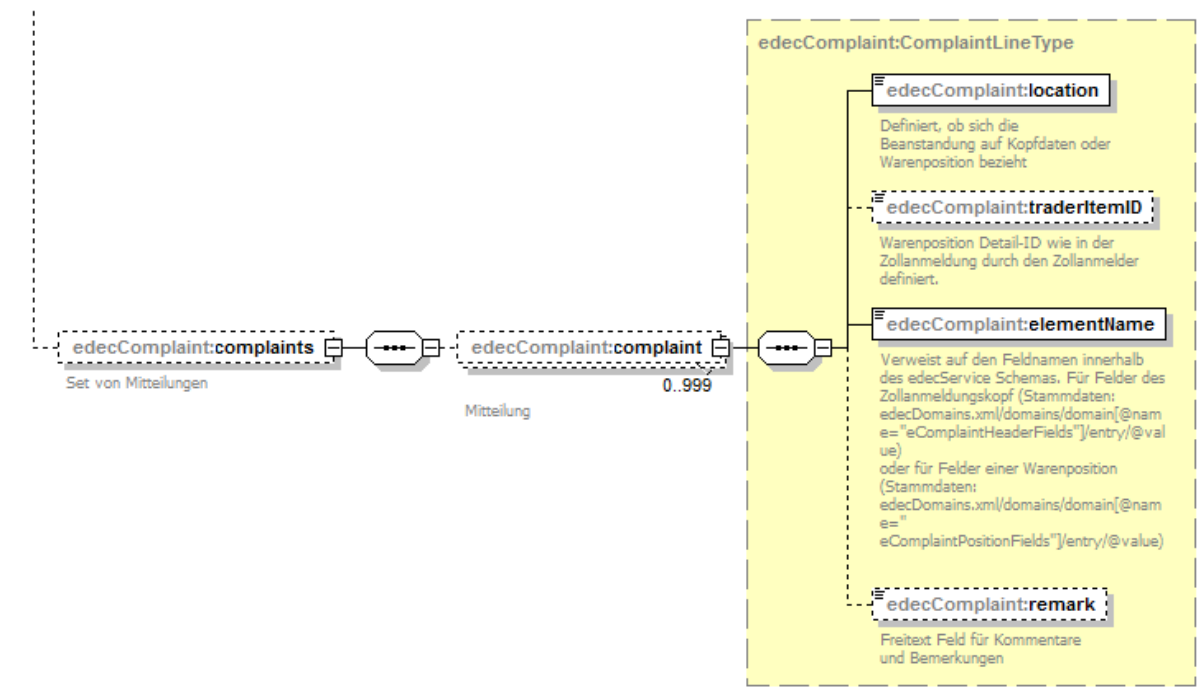 edecComplaint:ComplaintLineType
edecComplaint:location
Definiert, ob sich die
Beanstandung auf Kopfdaten oder
Warenposition bezieht
edecComplaint:traderItemID
Warenposition Detail-ID wie in der
Zollanmeldung durch den Zollanmelder
definiert.
edecComplaint:complaints
Set von Mitteilungen
edecComplaint:complaint
0..999
Mitteilung
edecComplaint:elementName
Verweist auf den Feldnamen innerhalb
des edecService Schemas. Für Felder des
Zollanmeldungskopf (Stammdaten:
edecDomains.xml/domains/domain[@nam
e="eComplaintHeaderFields"]/entry/@val
ue)
oder für Felder einer Warenposition
(Stammdaten:
edecDomains.xml/domains/domain[@nam
e="
eComplaintPositionFields"]/entry/@value)
edecComplaint:remark
Freitext Feld für Kommentare
und Bemerkungen